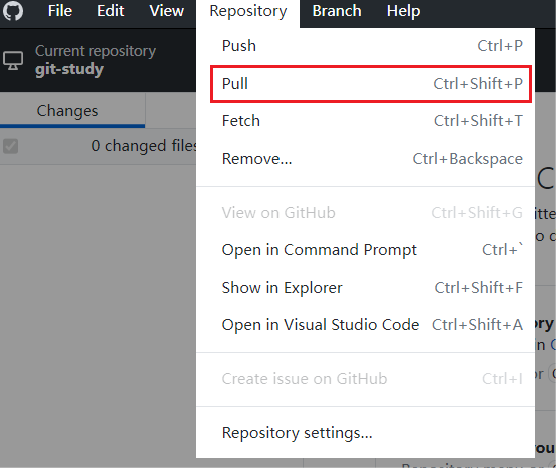 File Edit View Repository Branch Help
Current repository
git-study
Changes
0 changed files
Push Ctrl+P
Pull Ctrl+Shift+P
Fetch Ctrl+Shift+T
Remove... Ctrl+Backspace
View on GitHub Ctrl+Shift+G
Open in Command Prompt Ctrl+`
Show in Explorer Ctrl+Shift+F
Open in Visual Studio Code Ctrl+Shift+A
Create issue on GitHub Ctrl+I
Repository settings...